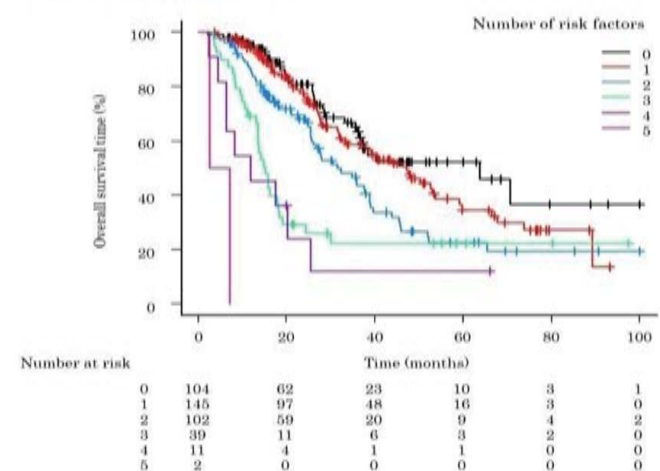 Number of risk factors
0
1
2
3
4
5
Overall survival time (%)
100
80
60
40
20
0
0 20 40 60 80 100
Number at risk Time (months)
0 104 62 23 10 3 1
1 145 97 48 16 3 0
2 102 59 20 9 4 2
3 39 11 6 3 2 0
4 11 4 1 1 0 0
5 2 0 0 0 0 0